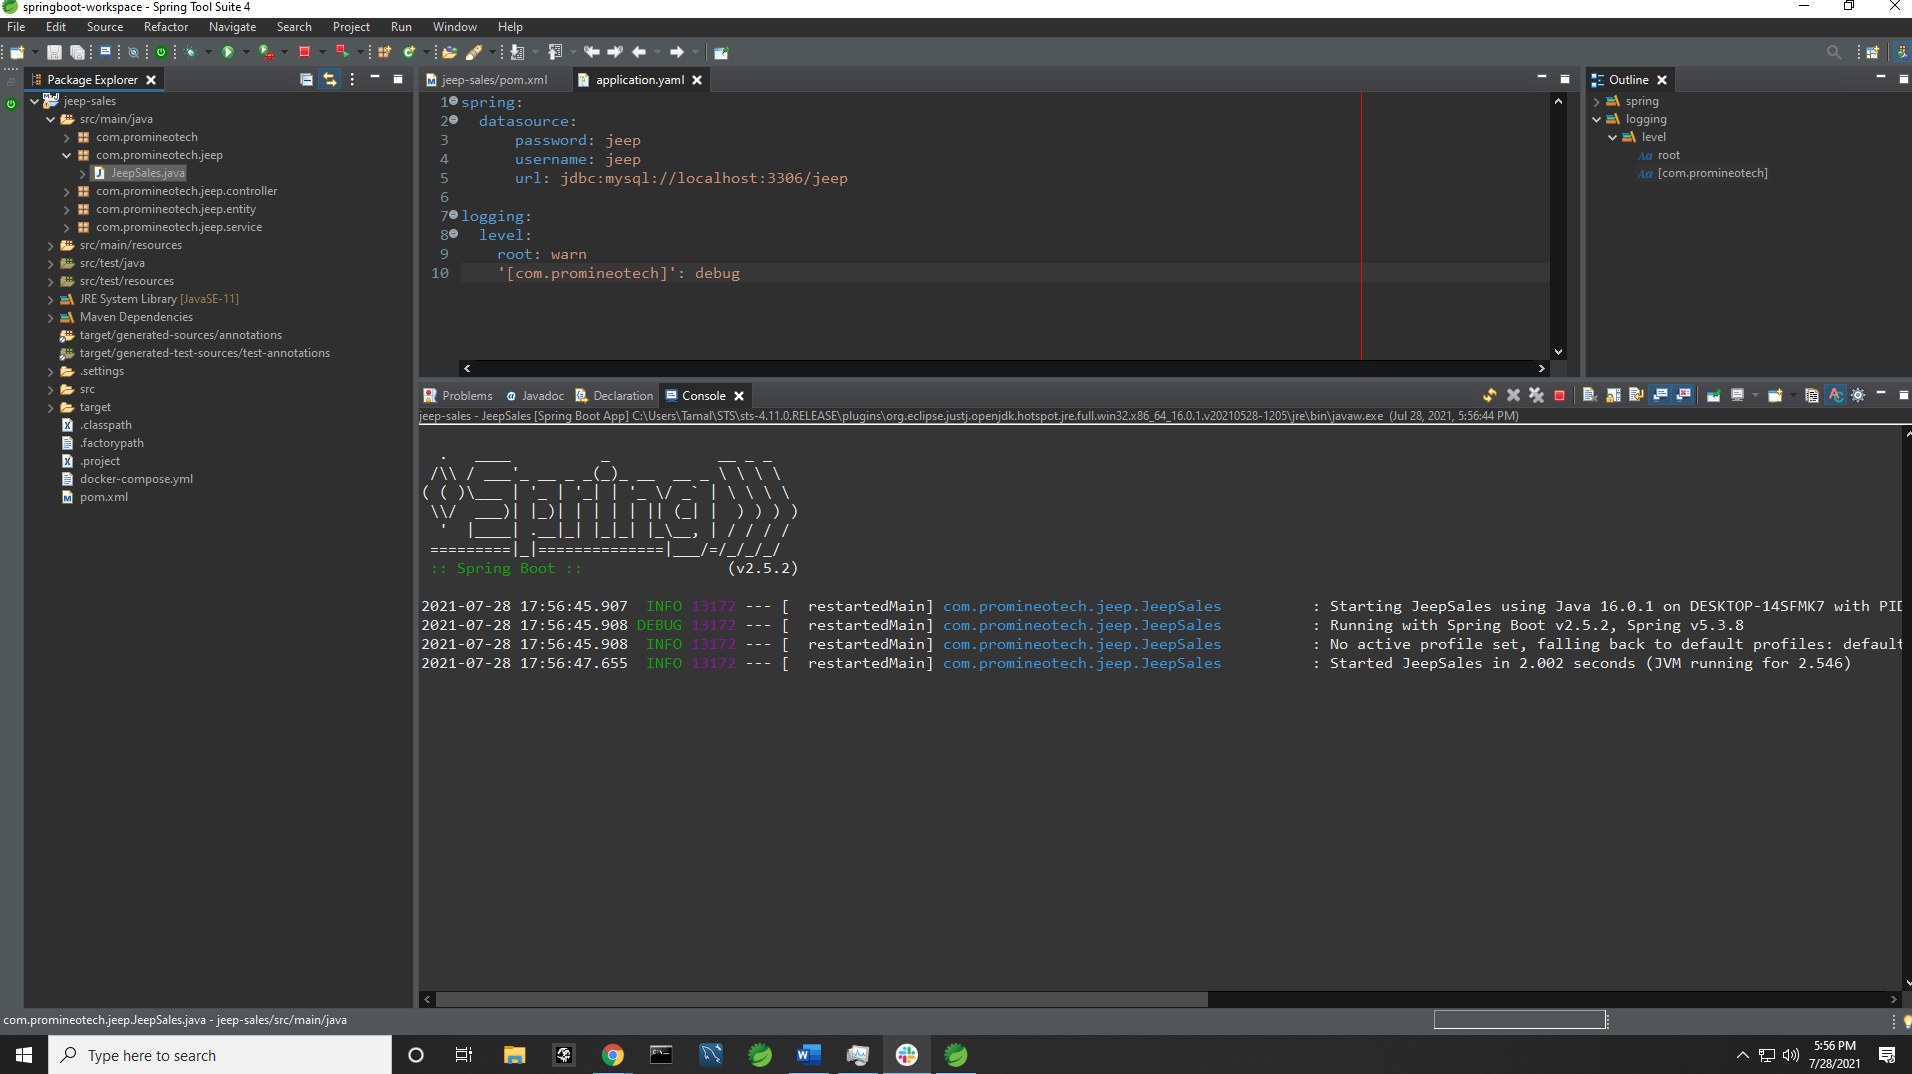 springboot-workspace - Spring Tool Suite 4
File Edit Source Refactor Navigate Search Project Run Window Help
Package Explorer
jeep-sales
src/main/java
com.promineotech
com.promineotech.jeep
JeepSales.java
com.promineotech.jeep.controller
com.promineotech.jeep.entity
com.promineotech.jeep.service
src/main/resources
src/test/java
src/test/resources
JRE System Library [JavaSE-11]
Maven Dependencies
target/generated-sources/annotations
target/generated-test-sources/test-annotations
.settings
src
target
.classpath
.factorypath
.project
docker-compose.yml
pom.xml
jeep-sales/pom.xml application.yaml
1 spring:
2 datasource:
3 password: jeep
4 username: jeep
5 url: jdbc:mysql://localhost:3306/jeep
6
7 logging:
8 level:
9 root: warn
10 '[com.promineotech]': debug
Outline
spring
logging
level
root
[com.promineotech]
Problems Javadoc Declaration Console
jeep-sales - JeepSales [Spring Boot App] C:\Users\Tamal\STS\sts-4.11.0.RELEASE\plugins\org.eclipse.justj.openjdk.hotspot.jre.full.win32.x86_64_16.0.1.v20210528-1205\jre\bin\javaw.exe (Jul 28, 2021, 5:56:44 PM)
Spring
:: Spring Boot :: (v2.5.2)
2021-07-28 17:56:45.907 INFO 13172 --- [ restartedMain] com.promineotech.jeep.JeepSales : Starting JeepSales using Java 16.0.1 on DESKTOP-14SFMK7 with PID
2021-07-28 17:56:45.908 DEBUG 13172 --- [ restartedMain] com.promineotech.jeep.JeepSales : Running with Spring Boot v2.5.2, Spring v5.3.8
2021-07-28 17:56:45.908 INFO 13172 --- [ restartedMain] com.promineotech.jeep.JeepSales : No active profile set, falling back to default profiles: default
2021-07-28 17:56:47.655 INFO 13172 --- [ restartedMain] com.promineotech.jeep.JeepSales : Started JeepSales in 2.002 seconds (JVM running for 2.546)
com.promineotech.jeep.JeepSales.java - jeep-sales/src/main/java
Type here to search
5:56 PM
7/28/2021